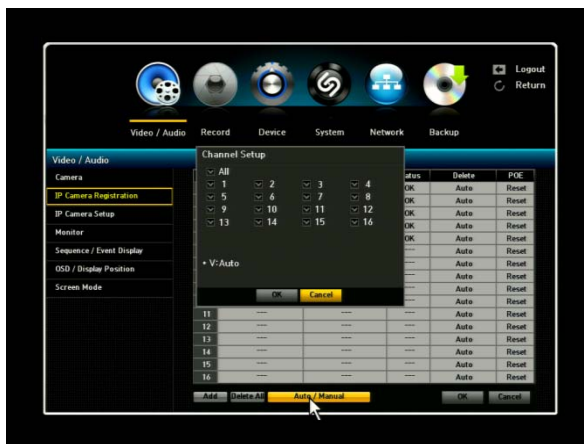 Logout
Return
Video / Audio Record Device System Network Backup
Video / Audio
Camera
IP Camera Registration
IP Camera Setup
Monitor
Sequence / Event Display
OSD / Display Position
Screen Mode
Channel Setup
All
1 2 3 4
5 6 7 8
9 10 11 12
13 14 15 16
• V:Auto
OK Cancel
atus Delete POE
OK Auto Reset
OK Auto Reset
OK Auto Reset
OK Auto Reset
OK Auto Reset
---- Auto Reset
---- Auto Reset
---- Auto Reset
---- Auto Reset
---- Auto Reset
11 ---- ---- ---- Auto Reset
12 ---- ---- ---- Auto Reset
13 ---- ---- ---- Auto Reset
14 ---- ---- ---- Auto Reset
15 ---- ---- ---- Auto Reset
16 ---- ---- ---- Auto Reset
Add Delete All Auto / Manual OK Cancel